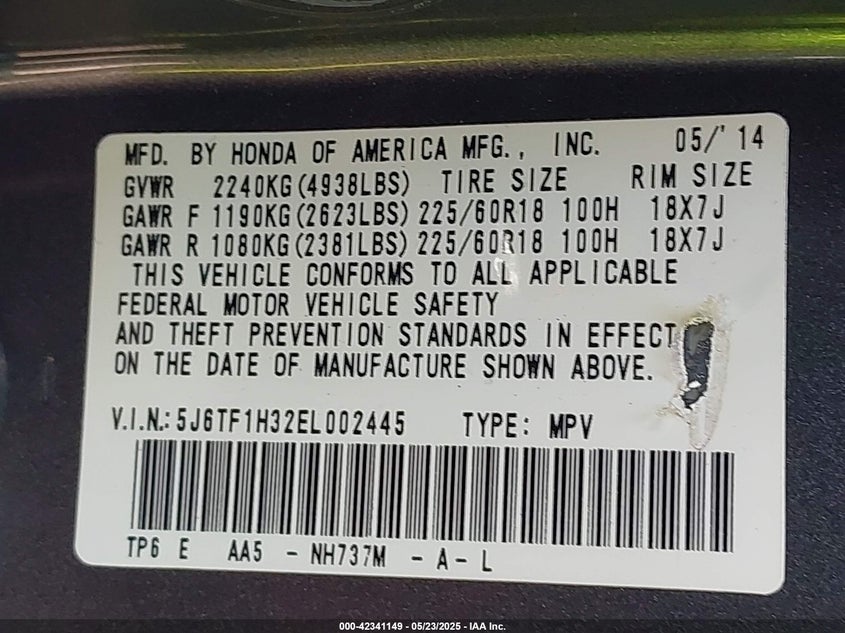 MFD. BY HONDA OF AMERICA MFG., INC. 05/'14
GVWR 2240KG(4938LBS) TIRE SIZE RIM SIZE
GAWR F 1190KG(2623LBS) 225/60R18 100H 18X7J
GAWR R 1080KG(2381LBS) 225/60R18 100H 18X7J
THIS VEHICLE CONFORMS TO ALL APPLICABLE
FEDERAL MOTOR VEHICLE SAFETY
AND THEFT PREVENTION STANDARDS IN EFFECT
ON THE DATE OF MANUFACTURE SHOWN ABOVE.
V.I.N.: 5J6TF1H32EL002445 TYPE: MPV
TP6 E AA5 - NH737M - A - L
000-42341149 - 05/23/2025 - IAA Inc.